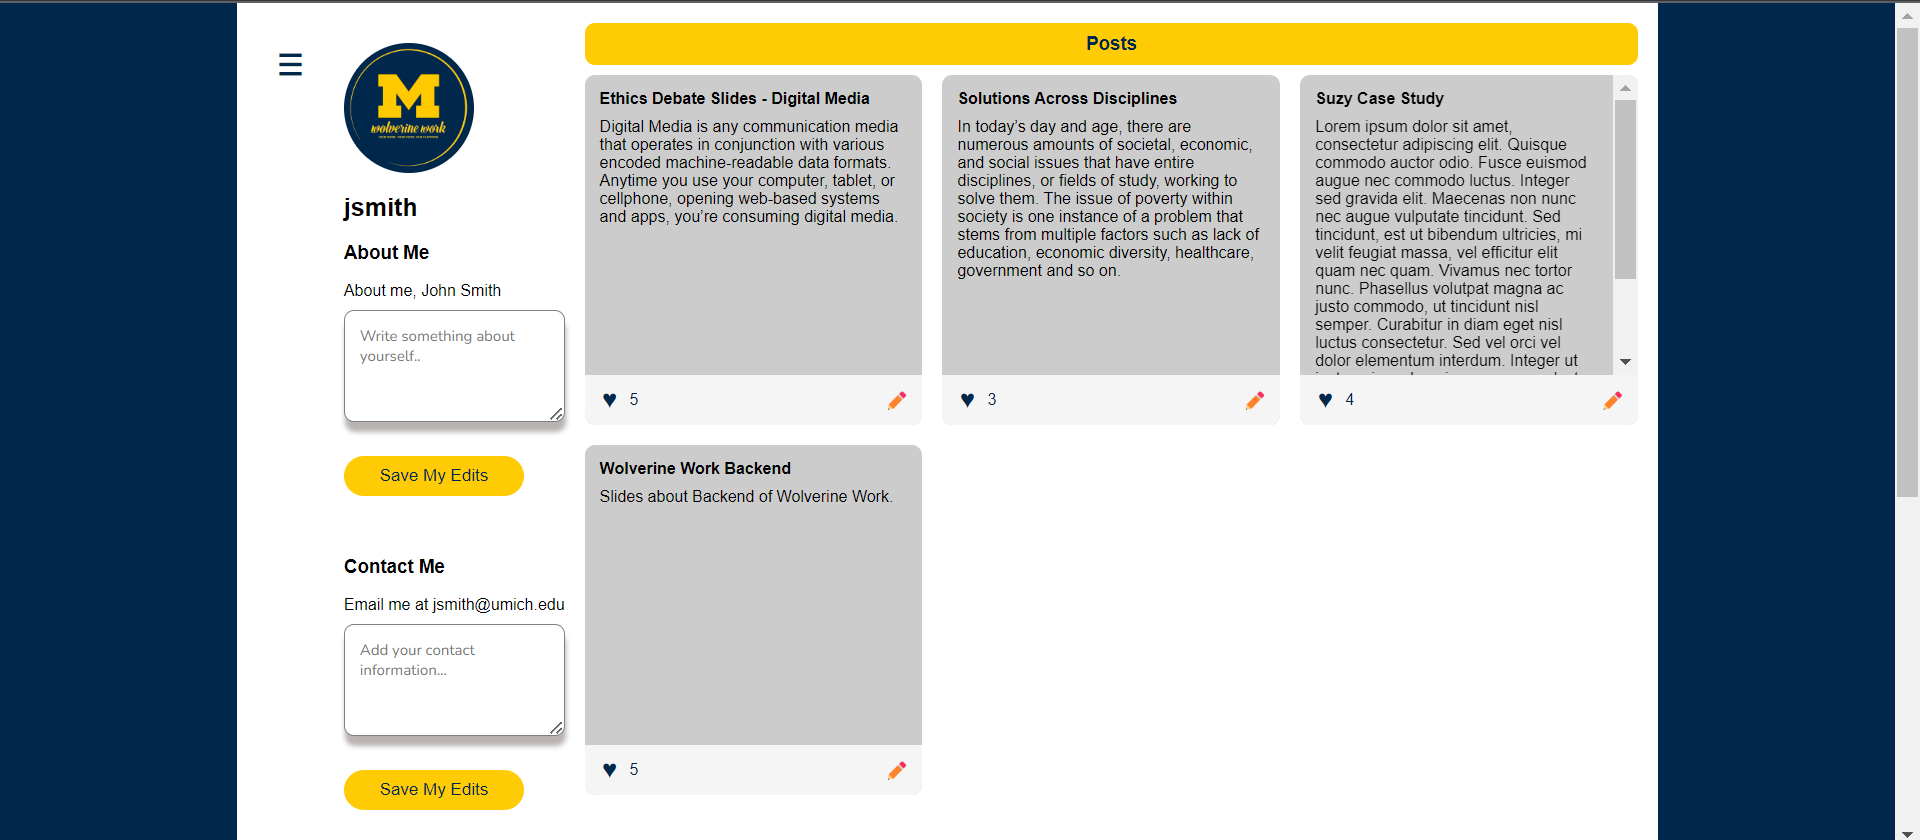 M
wolverine work
jsmith
About Me
About me, John Smith
Write something about
yourself..
Save My Edits
Contact Me
Email me at jsmith@umich.edu
Add your contact
information...
Save My Edits
Posts
Ethics Debate Slides - Digital Media
Digital Media is any communication media
that operates in conjunction with various
encoded machine-readable data formats.
Anytime you use your computer, tablet, or
cellphone, opening web-based systems
and apps, you’re consuming digital media.
5
Solutions Across Disciplines
In today’s day and age, there are
numerous amounts of societal, economic,
and social issues that have entire
disciplines, or fields of study, working to
solve them. The issue of poverty within
society is one instance of a problem that
stems from multiple factors such as lack of
education, economic diversity, healthcare,
government and so on.
3
Suzy Case Study
Lorem ipsum dolor sit amet,
consectetur adipiscing elit. Quisque
commodo auctor odio. Fusce euismod
augue nec commodo luctus. Integer
sed gravida elit. Maecenas non nunc
nec augue vulputate tincidunt. Sed
tincidunt, est ut bibendum ultricies, mi
velit feugiat massa, vel efficitur elit
quam nec quam. Vivamus nec tortor
nunc. Phasellus volutpat magna ac
justo commodo, ut tincidunt nisl
semper. Curabitur in diam eget nisl
luctus consectetur. Sed vel orci vel
dolor elementum interdum. Integer ut
4
Wolverine Work Backend
Slides about Backend of Wolverine Work.
5